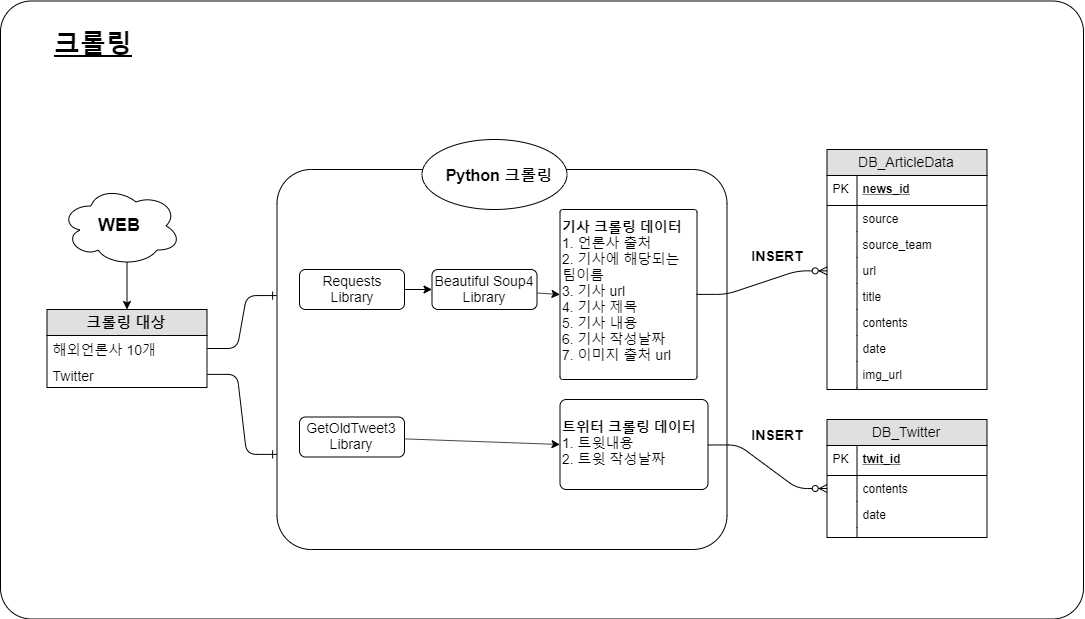 크롤링
WEB
크롤링 대상
해외언론사 10개
Twitter
Python 크롤링
Requests
Library
Beautiful Soup4
Library
기사 크롤링 데이터
1. 언론사 출처
2. 기사에 해당되는
팀이름
3. 기사 url
4. 기사 제목
5. 기사 내용
6. 기사 작성날짜
7. 이미지 출처 url
INSERT
DB_ArticleData
PK news_id
source
source_team
url
title
contents
date
img_url
GetOldTweet3
Library
트위터 크롤링 데이터
1. 트윗내용
2. 트윗 작성날짜
INSERT
DB_Twitter
PK twit_id
contents
date